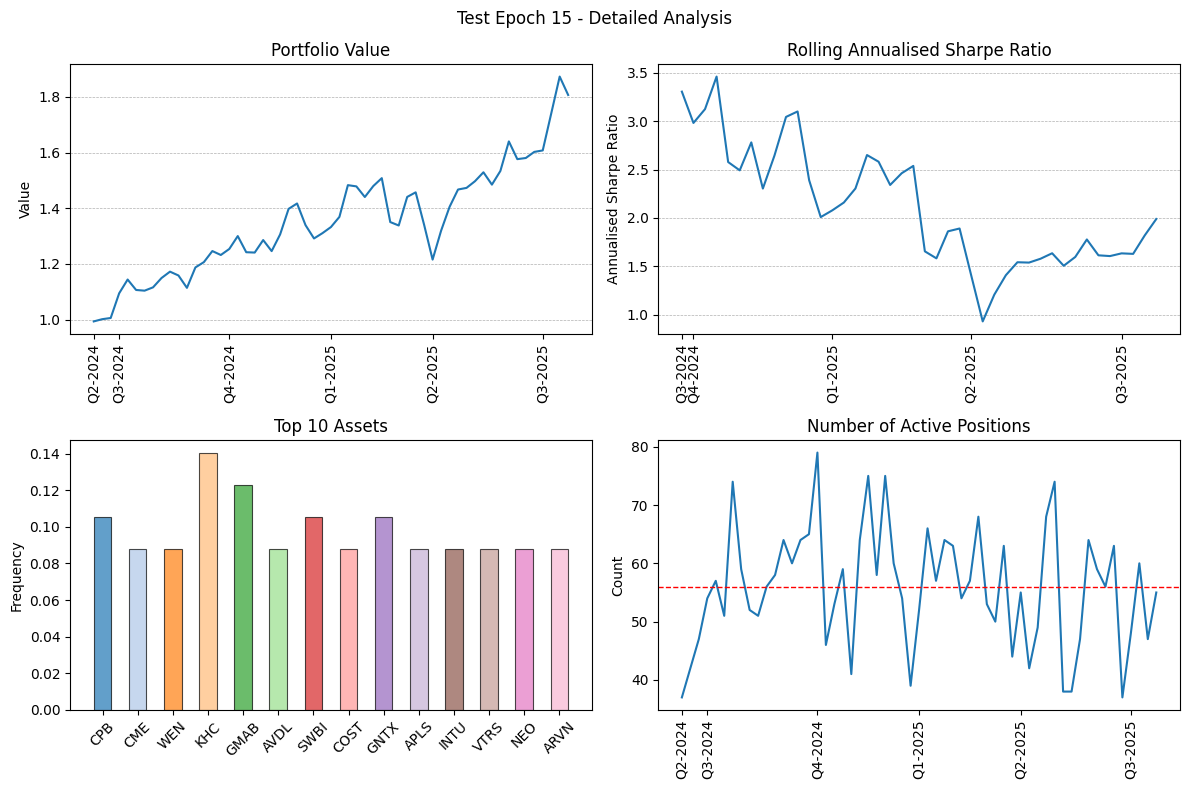 Test Epoch 15 - Detailed Analysis
Portfolio Value
Value
1.8
1.6
1.4
1.2
1.0
Q2-2024
Q3-2024
Q4-2024
Q1-2025
Q2-2025
Q3-2025
Rolling Annualised Sharpe Ratio
Annualised Sharpe Ratio
3.5
3.0
2.5
2.0
1.5
1.0
Q3-2024
Q4-2024
Q1-2025
Q2-2025
Q3-2025
Top 10 Assets
Frequency
0.14
0.12
0.10
0.08
0.06
0.04
0.02
0.00
CPB
CME
WEN
KHC
GMAB
AVDL
SWBI
COST
GNTX
APLS
INTU
VTRS
NEO
ARVN
Number of Active Positions
Count
80
70
60
50
40
Q2-2024
Q3-2024
Q4-2024
Q1-2025
Q2-2025
Q3-2025